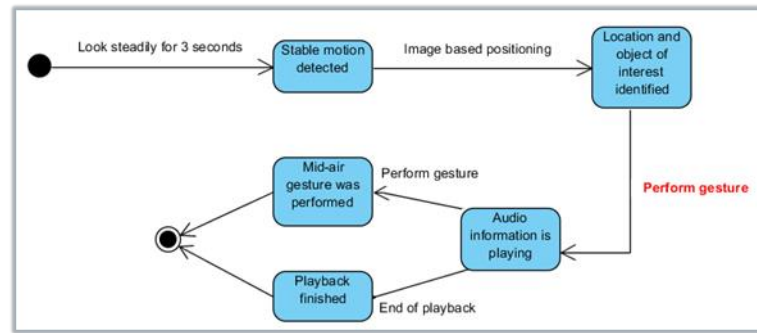 Look steadily for 3 seconds
Stable motion
detected
Image based positioning
Location and
object of
interest
identified
Perform gesture
Mid-air
gesture was
performed
Perform gesture
Audio
information is
playing
Playback
finished
End of playback